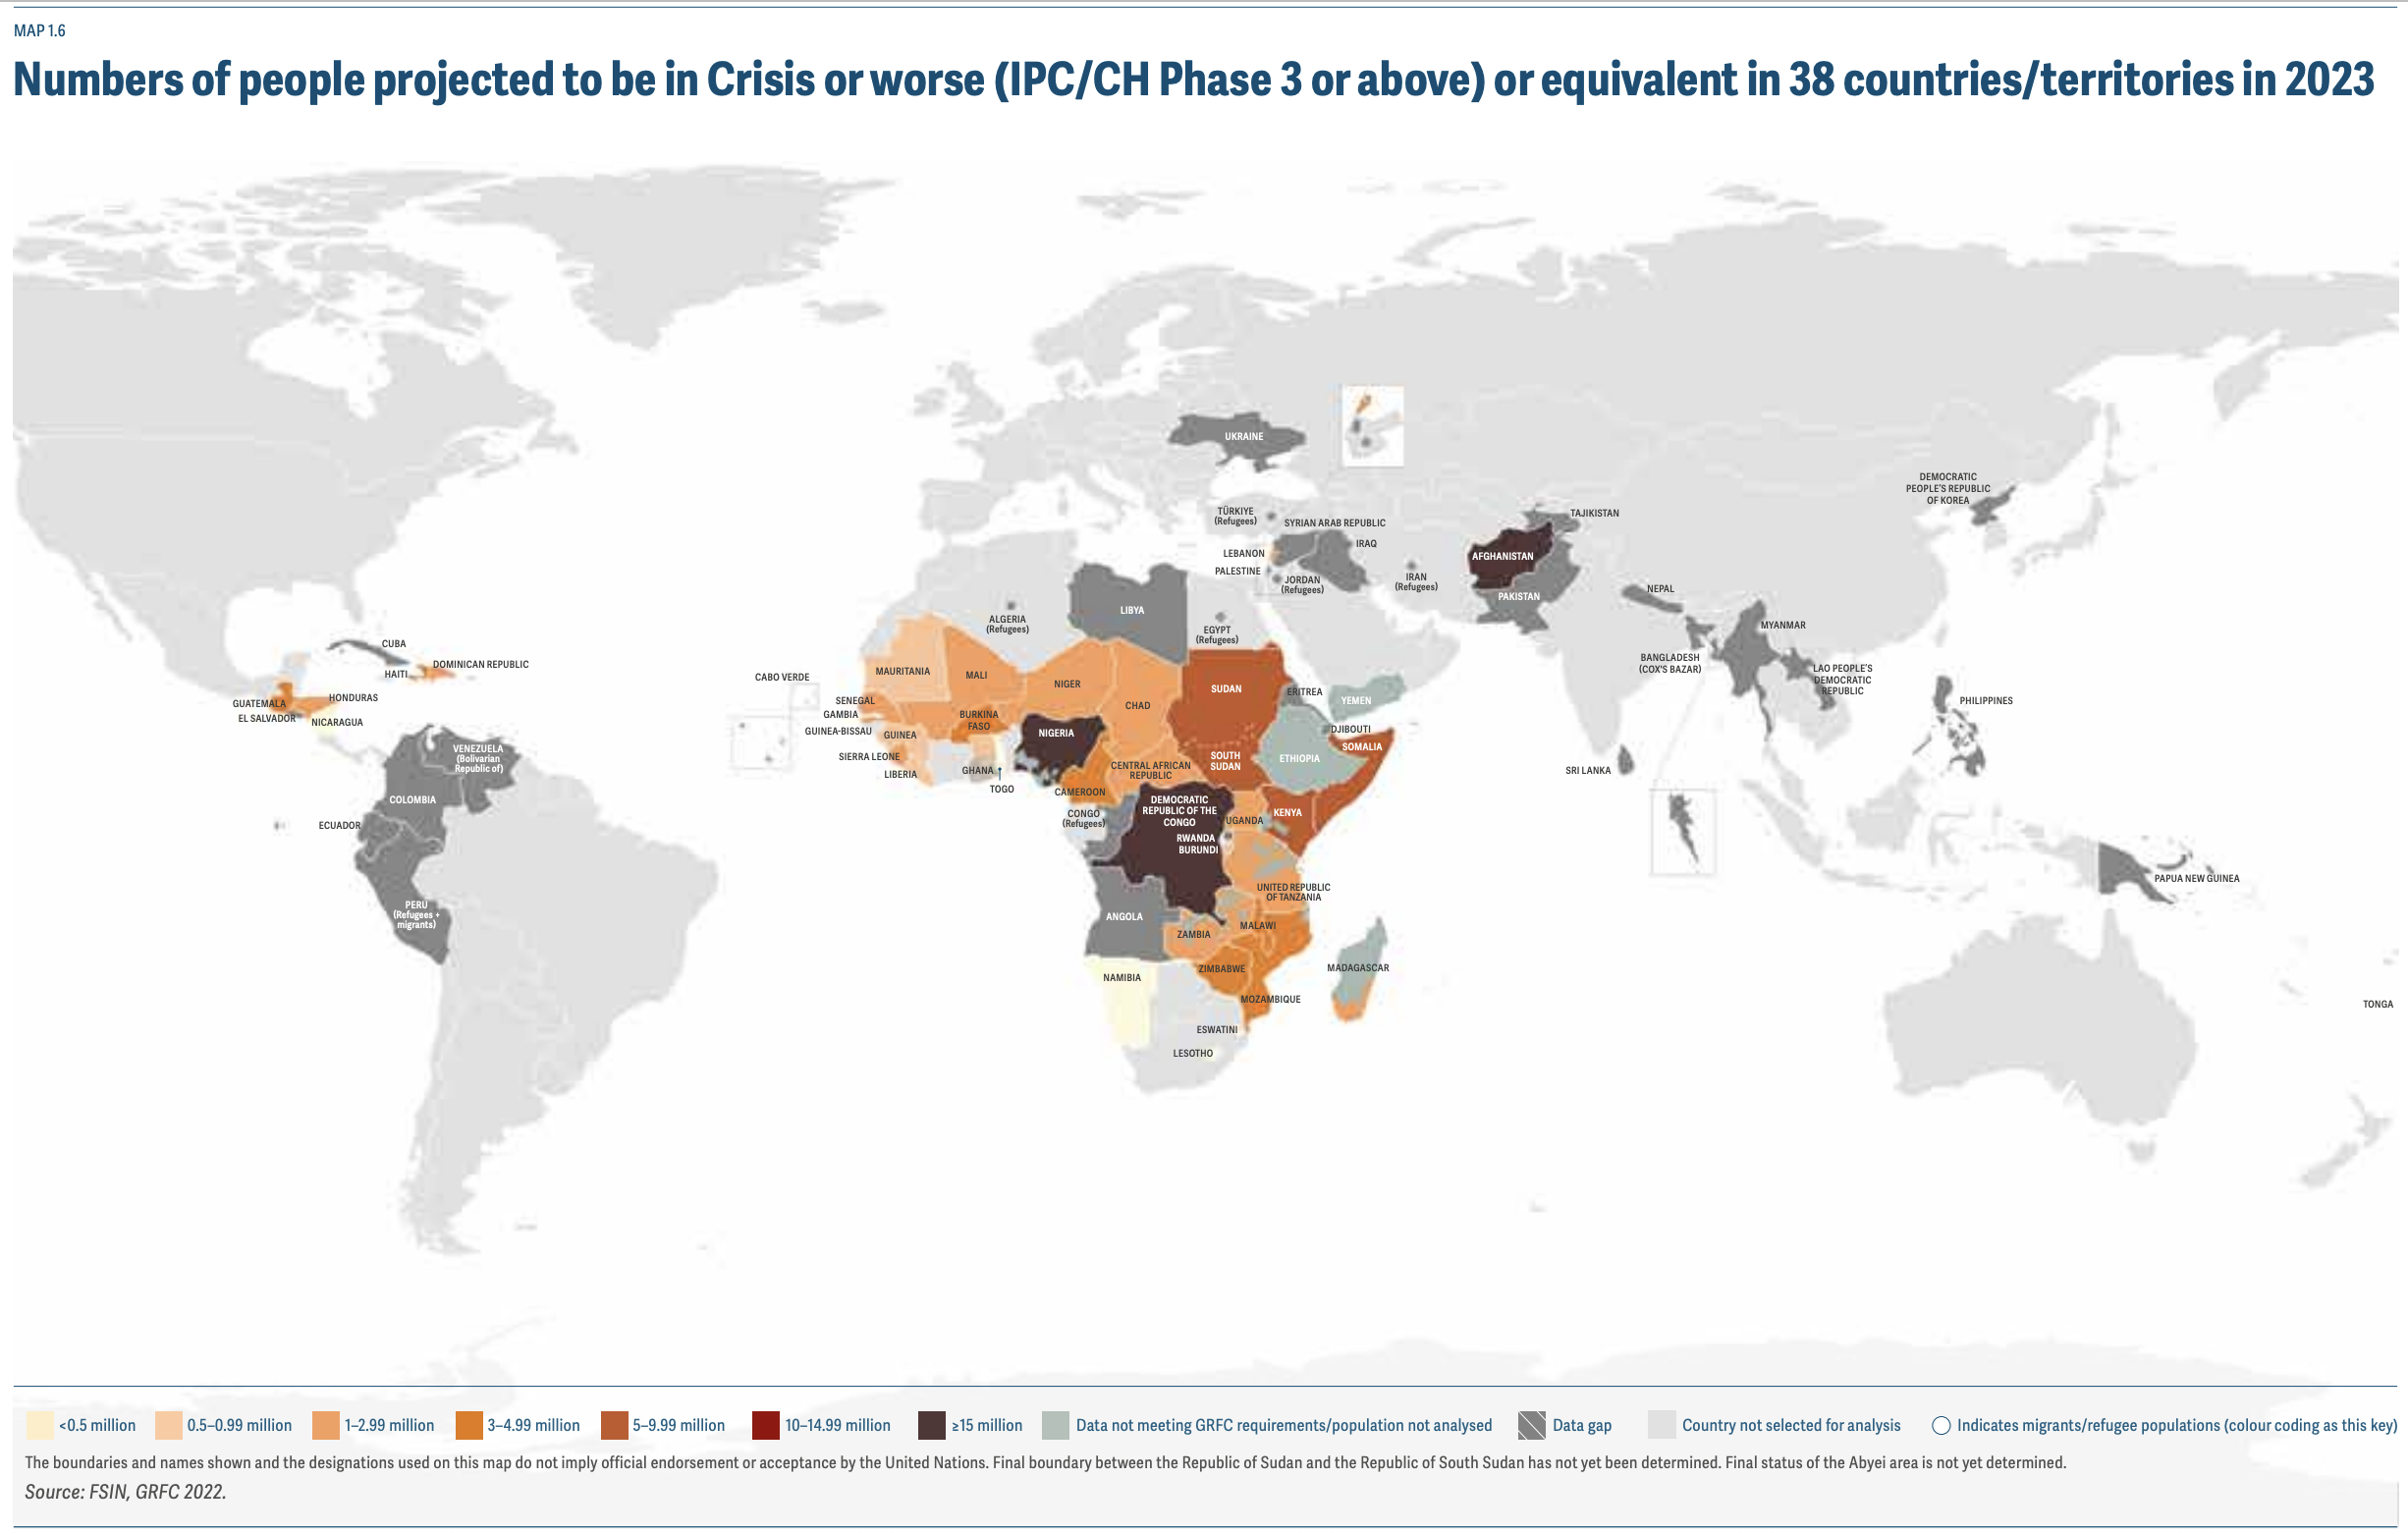 MAP 1.6
Numbers of people projected to be in Crisis or worse (IPC/CH Phase 3 or above) or equivalent in 38 countries/territories in 2023
UKRAINE
DEMOCRATIC
PEOPLE'S REPUBLIC
OF KOREA
TÜRKIYE
(Refugees)
SYRIAN ARAB REPUBLIC
TAJIKISTAN
IRAQ
LEBANON
AFGHANISTAN
PALESTINE
JORDAN
(Refugees)
IRAN
(Refugees)
PAKISTAN
NEPAL
ALGERIA
(Refugees)
LIBYA
EGYPT
(Refugees)
MYANMAR
CUBA
HAITI
DOMINICAN REPUBLIC
BANGLADESH
(COX'S BAZAR)
LAO PEOPLE'S
DEMOCRATIC
REPUBLIC
PHILIPPINES
CABO VERDE
MAURITANIA
MALI
NIGER
SUDAN
ERITREA
YEMEN
GUATEMALA
HONDURAS
EL SALVADOR
NICARAGUA
SENEGAL
GAMBIA
GUINEA-BISSAU
GUINEA
SIERRA LEONE
LIBERIA
BURKINA
FASO
CHAD
NIGERIA
GHANA
TOGO
DJIBOUTI
SOMALIA
ETHIOPIA
SOUTH
SUDAN
CENTRAL AFRICAN
REPUBLIC
CAMEROON
SRI LANKA
VENEZUELA
(Bolivarian
Republic of)
COLOMBIA
ECUADOR
CONGO
(Refugees)
DEMOCRATIC
REPUBLIC OF THE
CONGO
RWANDA
BURUNDI
UGANDA
KENYA
UNITED REPUBLIC
OF TANZANIA
PAPUA NEW GUINEA
PERU
(Refugees +
migrants)
ANGOLA
ZAMBIA
MALAWI
ZIMBABWE
NAMIBIA
MOZAMBIQUE
MADAGASCAR
ESWATINI
LESOTHO
TONGA
<0.5 million
0.5–0.99 million
1–2.99 million
3–4.99 million
5–9.99 million
10–14.99 million
≥15 million
Data not meeting GRFC requirements/population not analysed
Data gap
Country not selected for analysis
Indicates migrants/refugee populations (colour coding as this key)
The boundaries and names shown and the designations used on this map do not imply official endorsement or acceptance by the United Nations. Final boundary between the Republic of Sudan and the Republic of South Sudan has not yet been determined. Final status of the Abyei area is not yet determined.
Source: FSIN, GRFC 2022.